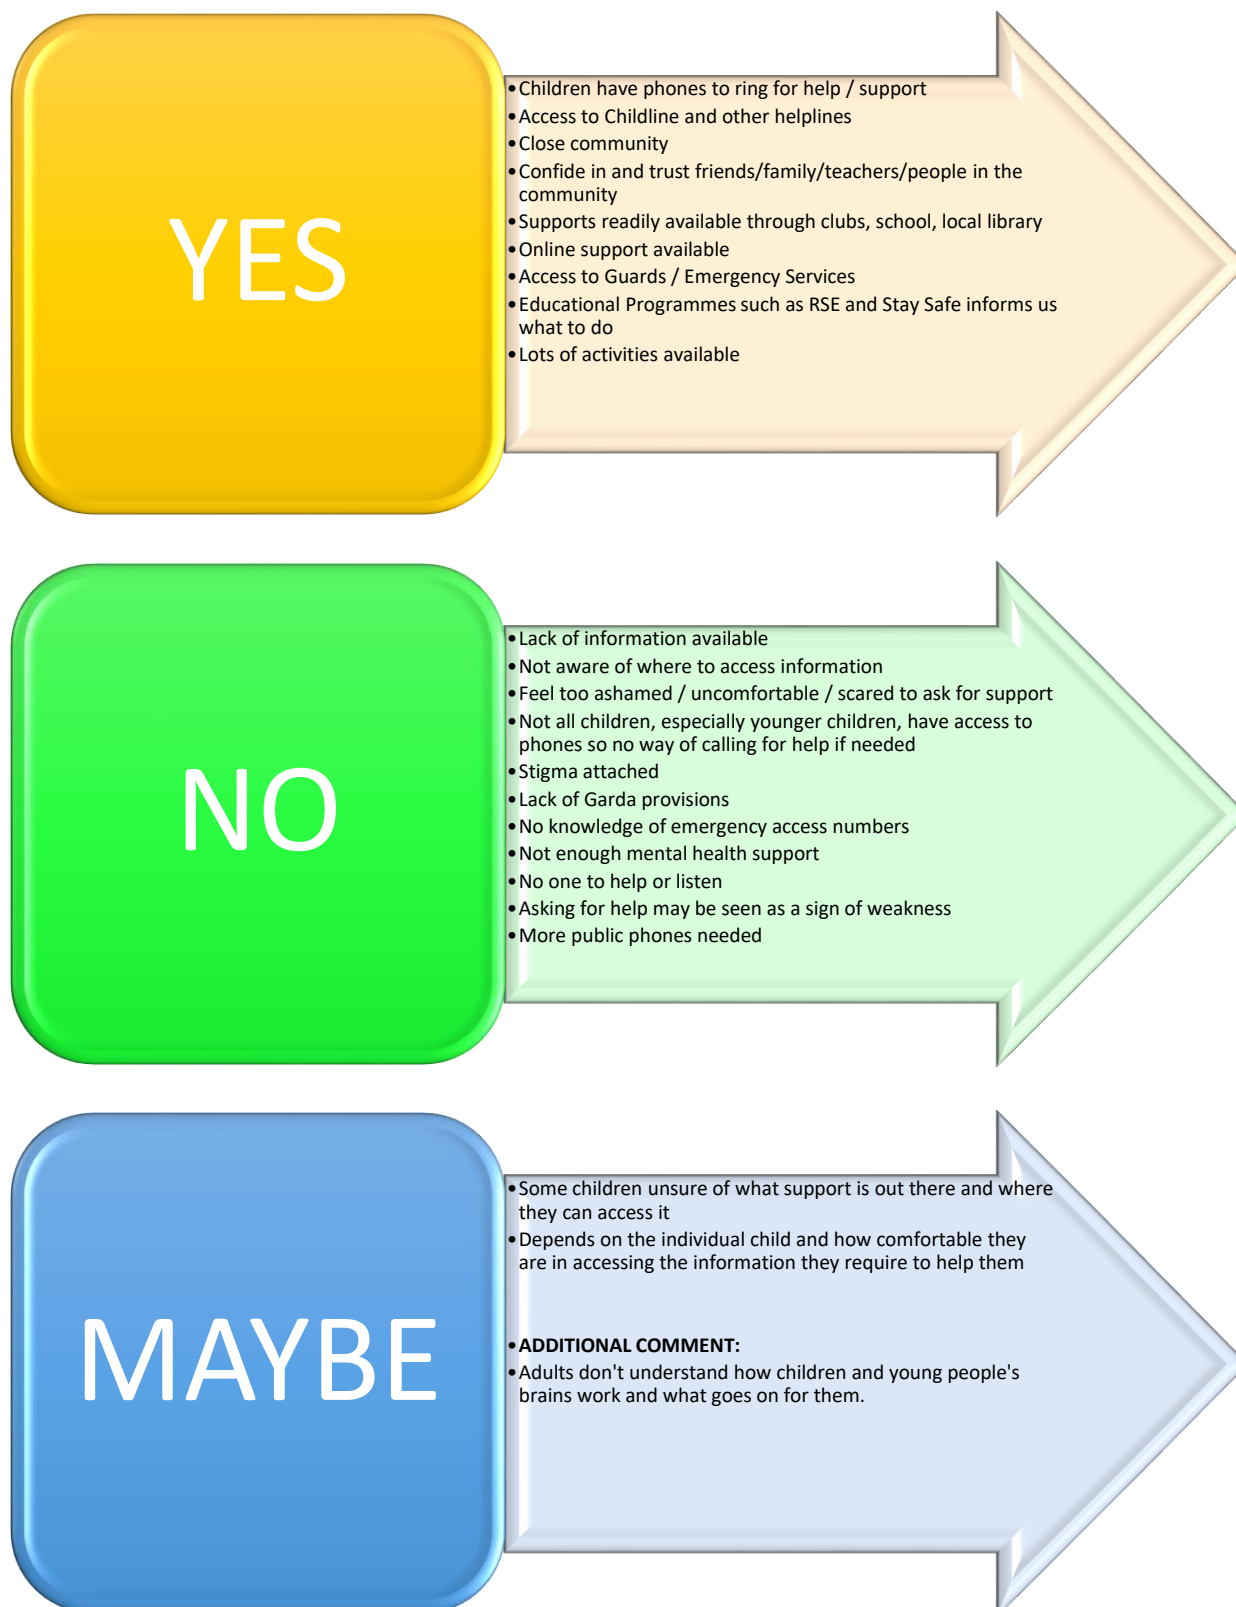 YES
•Children have phones to ring for help / support
•Access to Childline and other helplines
•Close community
•Confide in and trust friends/family/teachers/people in the
community
•Supports readily available through clubs, school, local library
•Online support available
•Access to Guards / Emergency Services
•Educational Programmes such as RSE and Stay Safe informs us
what to do
•Lots of activities available
NO
•Lack of information available
•Not aware of where to access information
•Feel too ashamed / uncomfortable / scared to ask for support
•Not all children, especially younger children, have access to
phones so no way of calling for help if needed
•Stigma attached
•Lack of Garda provisions
•No knowledge of emergency access numbers
•Not enough mental health support
•No one to help or listen
•Asking for help may be seen as a sign of weakness
•More public phones needed
MAYBE
•Some children unsure of what support is out there and where
they can access it
•Depends on the individual child and how comfortable they
are in accessing the information they require to help them
•ADDITIONAL COMMENT:
•Adults don't understand how children and young people's
brains work and what goes on for them.